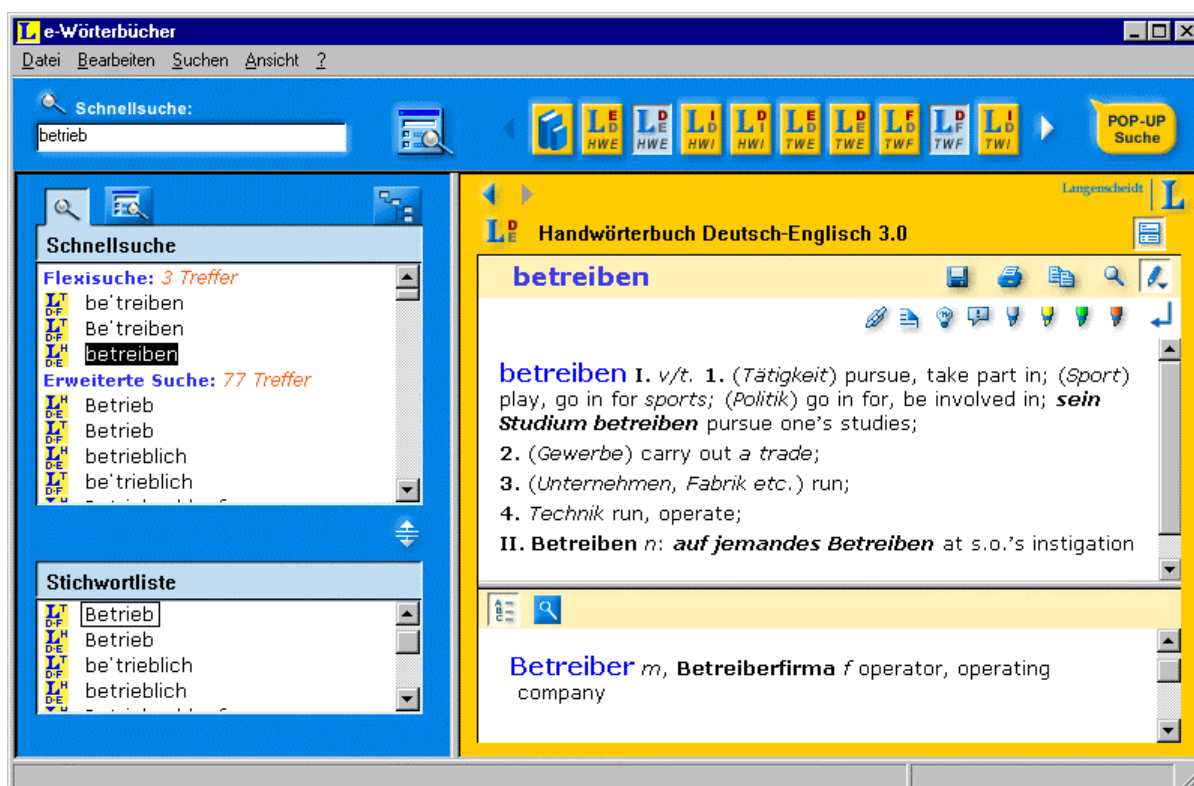 e-Wörterbücher
Datei Bearbeiten Suchen Ansicht ?
Schnellsuche:
betrieb
L E D HWE
L D E HWE
L I D HWI
L D I HWI
L E D TWE
L D E TWE
L F D TWF
L D F TWF
L I D TWI
POP-UP
Suche
Schnellsuche
Flexisuche: 3 Treffer
L T D-F be'treiben
L T D-F Be'treiben
L H D-E betreiben
Erweiterte Suche: 77 Treffer
L H D-E Betrieb
L T D-F Betrieb
L H D-E betrieblich
L T D-F be'trieblich
Stichwortliste
L T D-F Betrieb
L H D-E Betrieb
L T D-F be'trieblich
L H D-E betrieblich
Langenscheidt L
L D E Handwörterbuch Deutsch-Englisch 3.0
betreiben
betreiben I. v/t. 1. (Tätigkeit) pursue, take part in; (Sport)
play, go in for sports; (Politik) go in for, be involved in; sein
Studium betreiben pursue one's studies;
2. (Gewerbe) carry out a trade;
3. (Unternehmen, Fabrik etc.) run;
4. Technik run, operate;
II. Betreiben n: auf jemandes Betreiben at s.o.'s instigation
A
B
C
Betreiber m, Betreiberfirma f operator, operating
company